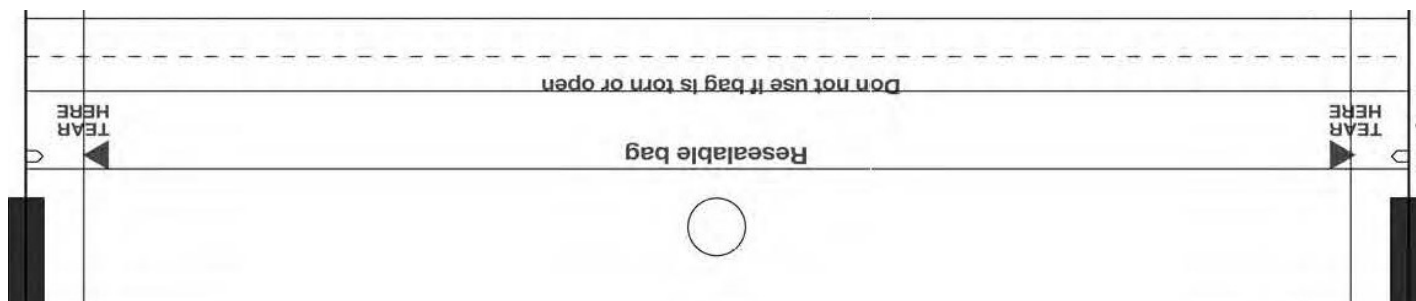 Resealable bag
TEAR
HERE
TEAR
HERE
Don not use if bag Is torn or open